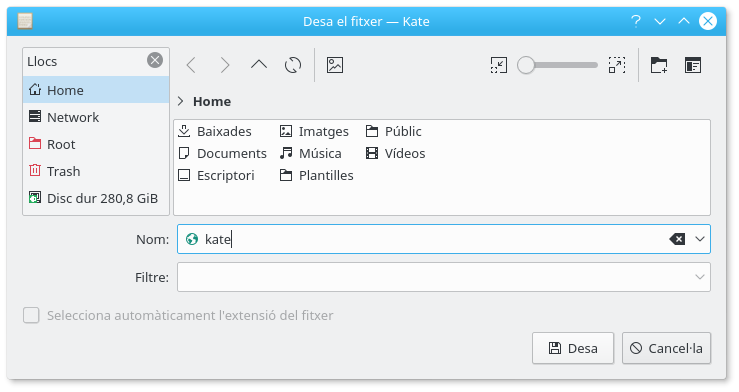 Desa el fitxer — Kate
Llocs
Home
Network
Root
Trash
Disc dur 280,8 GiB
Home
Baixades Imatges Públic
Documents Música Vídeos
Escriptori Plantilles
Nom: kate
Filtre:
Selecciona automàticament l'extensió del fitxer
Desa Cancel·la